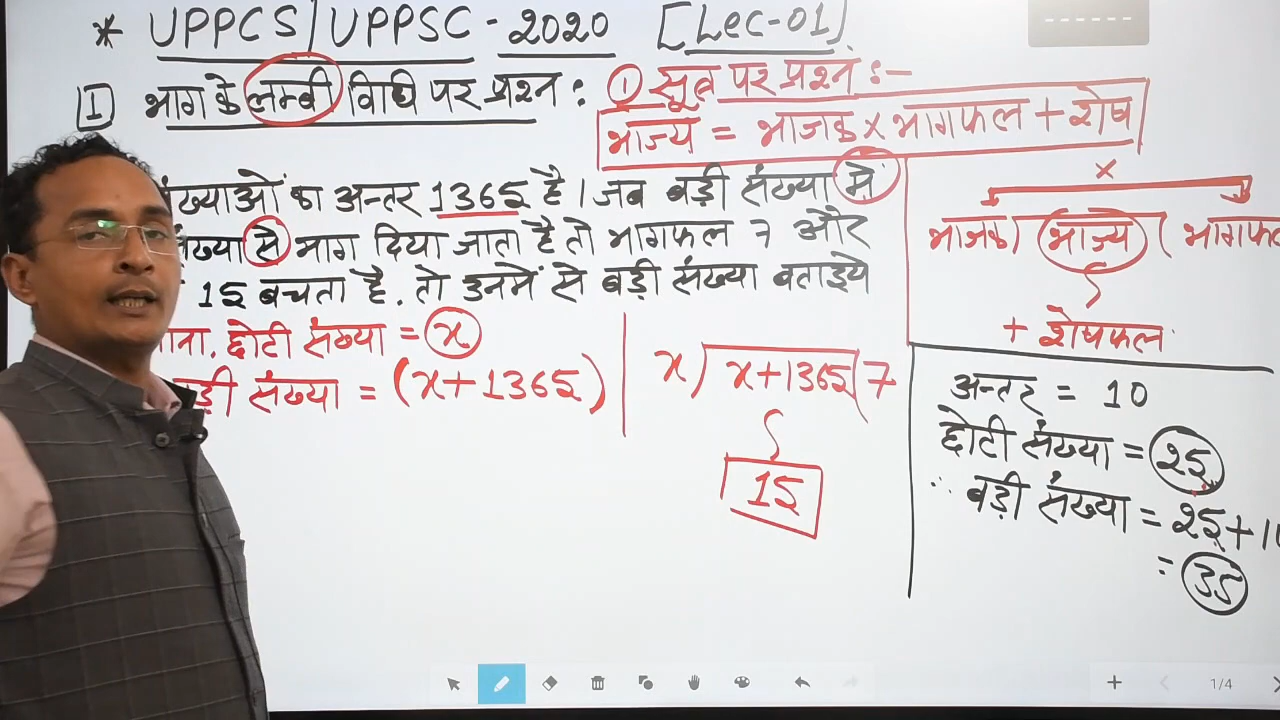 * UPPCS/UPPSC - 2020 [Lec-01]
I भाग के लम्बी विधि पर प्रश्न :
① सूत्र पर प्रश्न :-
भाज्य = भाजक × भागफल + शेष
संख्याओं का अन्तर 1365 है। जब बड़ी संख्या में
संख्या से भाग दिया जाता है तो भागफल 7 और
15 बचता है. तो उनमें से बड़ी संख्या बताइये
माना. छोटी संख्या = x
बड़ी संख्या = (x+1365)
x) x+1365(7
15
×
भाजक) भाज्य ( भागफल
+ शेषफल
अन्तर = 10
छोटी संख्या = 25
∴ बड़ी संख्या = 25+10
= 35
1/4